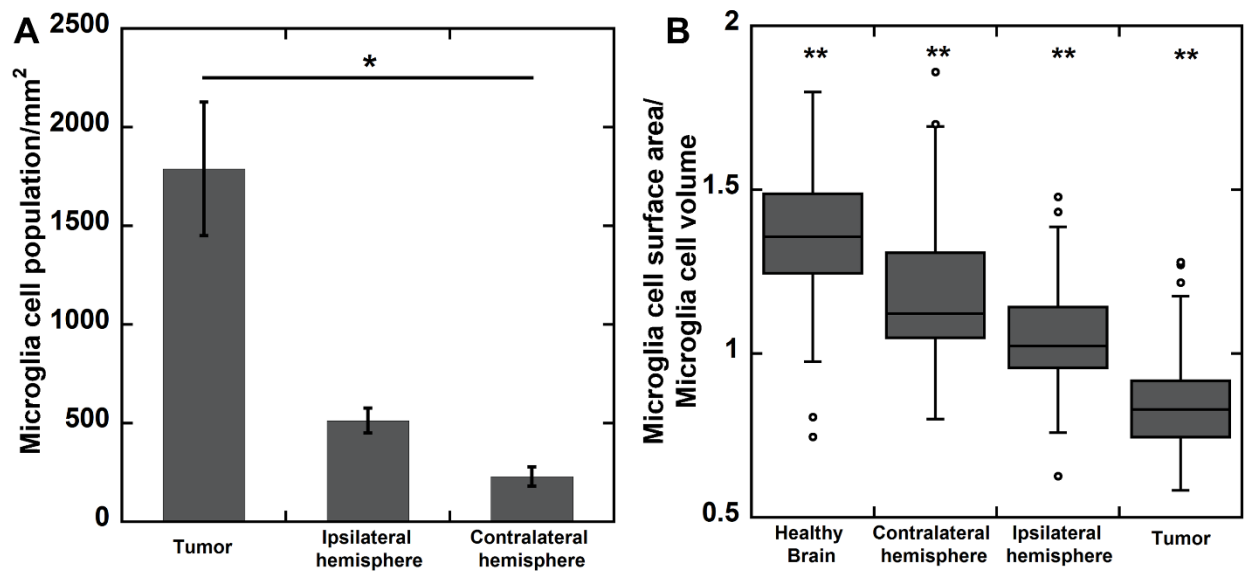 A
Microglia cell population/mm²
2500
2000
1500
1000
500
0
*
Tumor
Ipsilateral
hemisphere
Contralateral
hemisphere
B
Microglia cell surface area/
Microglia cell volume
2
1.5
1
0.5
**
**
**
**
Healthy
Brain
Contralateral
hemisphere
Ipsilateral
hemisphere
Tumor